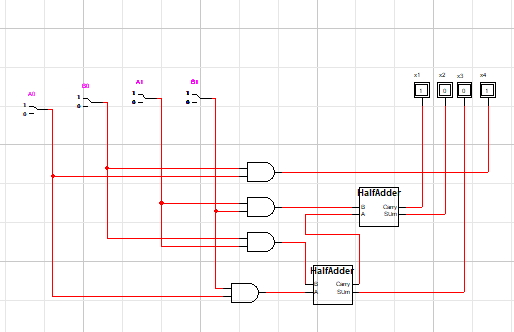 x1 x2 x3 x4
1 0 0 1
A0 B0 A1 B1
1 1 1 1
0 0 0 0
HalfAdder
B Carry
A SUm
HalfAdder
B Carry
A SUm